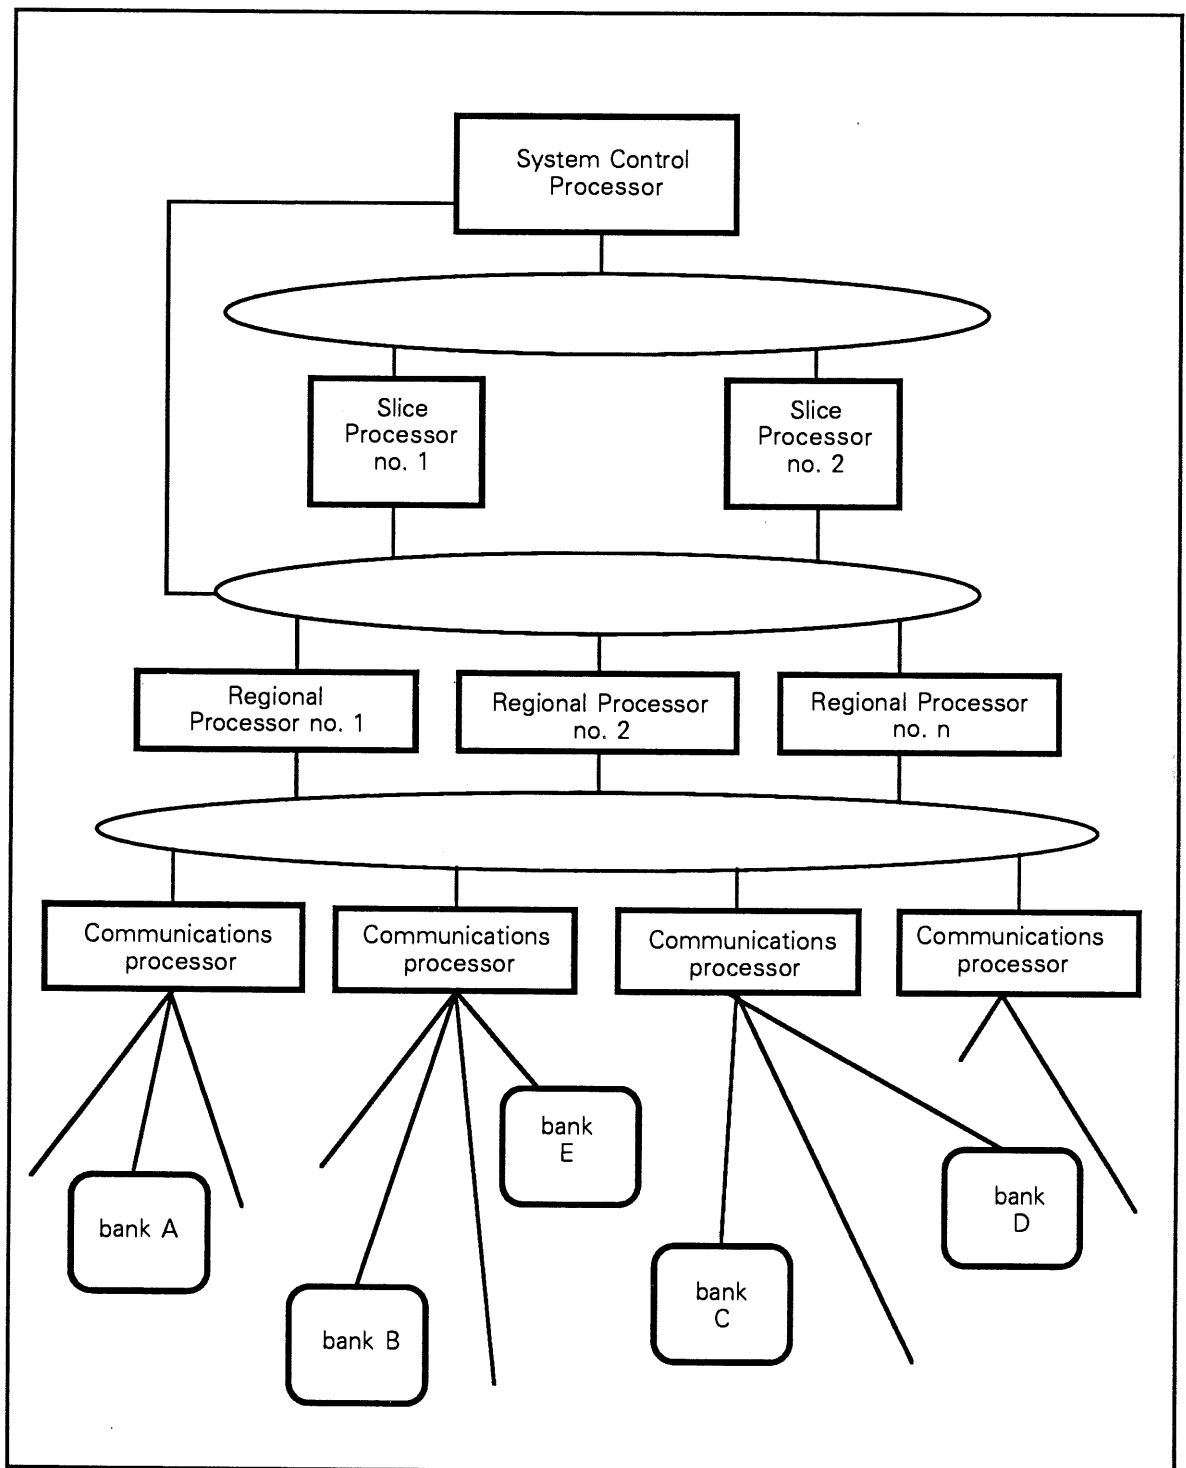 System Control
Processor
Slice
Processor
no. 1
Slice
Processor
no. 2
Regional
Processor no. 1
Regional Processor
no. 2
Regional Processor
no. n
Communications
processor
Communications
processor
Communications
processor
Communications
processor
bank
E
bank A
bank
D
bank B
bank
C